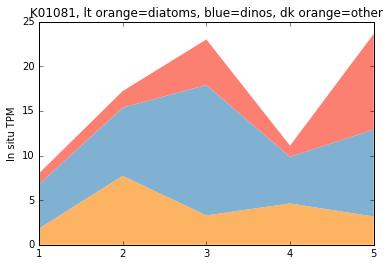 K01081, lt orange=diatoms, blue=dinos, dk orange=other
25
20
15
10
5
0
In situ TPM
1 2 3 4 5